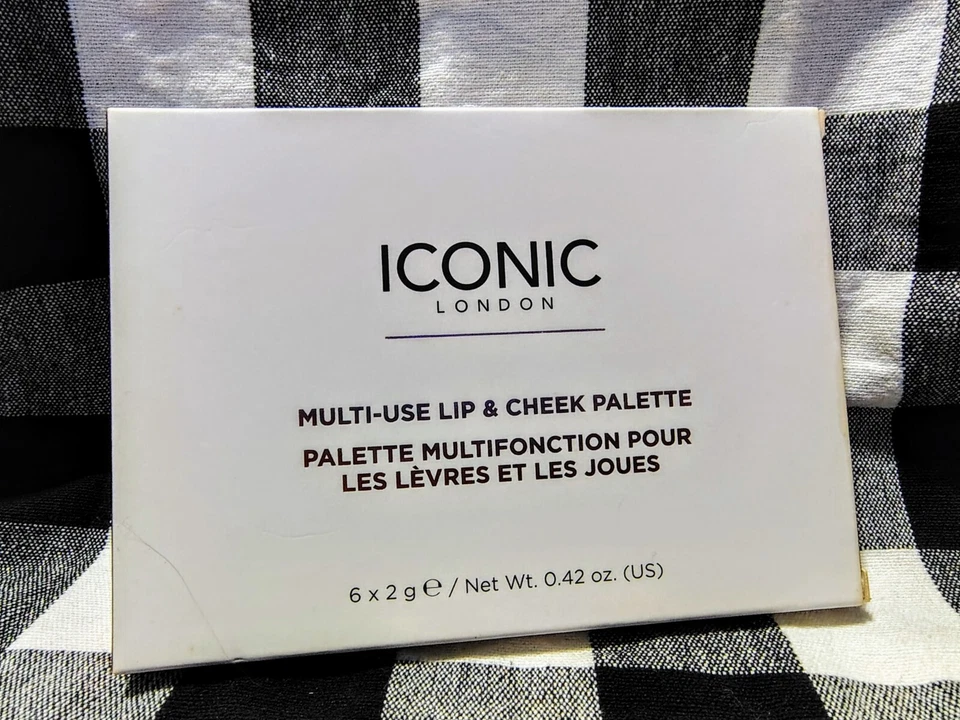 ICONIC
LONDON
MULTI-USE LIP & CHEEK PALETTE
PALETTE MULTIFONCTION POUR
LES LÈVRES ET LES JOUES
6 x 2 g ℮ / Net Wt. 0.42 oz. (US)